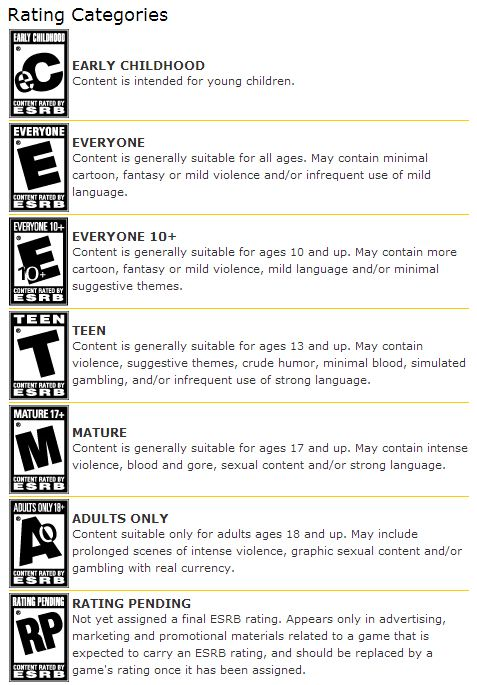 Rating Categories
EARLY CHILDHOOD
eC
®
CONTENT RATED BY
ESRB
EARLY CHILDHOOD
Content is intended for young children.
EVERYONE
E
®
CONTENT RATED BY
ESRB
EVERYONE
Content is generally suitable for all ages. May contain minimal
cartoon, fantasy or mild violence and/or infrequent use of mild
language.
EVERYONE 10+
E
10+
®
CONTENT RATED BY
ESRB
EVERYONE 10+
Content is generally suitable for ages 10 and up. May contain more
cartoon, fantasy or mild violence, mild language and/or minimal
suggestive themes.
TEEN
T
®
CONTENT RATED BY
ESRB
TEEN
Content is generally suitable for ages 13 and up. May contain
violence, suggestive themes, crude humor, minimal blood, simulated
gambling, and/or infrequent use of strong language.
MATURE 17+
M
®
CONTENT RATED BY
ESRB
MATURE
Content is generally suitable for ages 17 and up. May contain intense
violence, blood and gore, sexual content and/or strong language.
ADULTS ONLY 18+
AO
®
CONTENT RATED BY
ESRB
ADULTS ONLY
Content suitable only for adults ages 18 and up. May include
prolonged scenes of intense violence, graphic sexual content and/or
gambling with real currency.
RATING PENDING
RP
®
CONTENT RATED BY
ESRB
RATING PENDING
Not yet assigned a final ESRB rating. Appears only in advertising,
marketing and promotional materials related to a game that is
expected to carry an ESRB rating, and should be replaced by a
game's rating once it has been assigned.